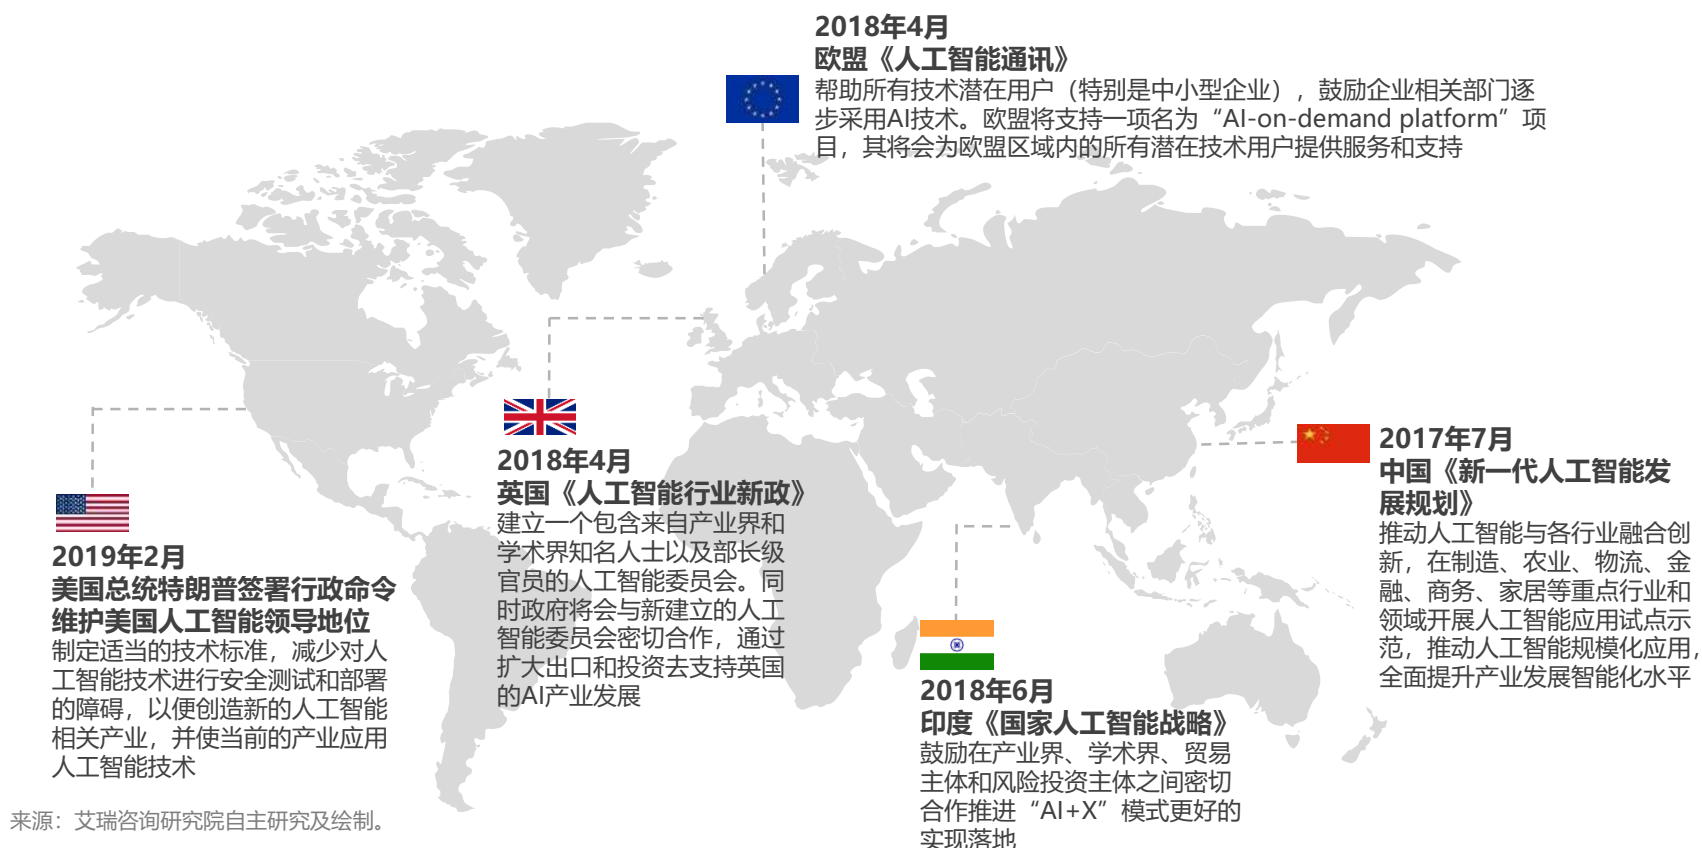 2018年4月
欧盟《人工智能通讯》
帮助所有技术潜在用户（特别是中小型企业），鼓励企业相关部门逐
步采用AI技术。欧盟将支持一项名为“AI-on-demand platform”项
目，其将会为欧盟区域内的所有潜在技术用户提供服务和支持
2018年4月
英国《人工智能行业新政》
建立一个包含来自产业界和
学术界知名人士以及部长级
官员的人工智能委员会。同
时政府将会与新建立的人工
智能委员会密切合作，通过
扩大出口和投资去支持英国
的AI产业发展
2017年7月
中国《新一代人工智能发
展规划》
推动人工智能与各行业融合创
新，在制造、农业、物流、金
融、商务、家居等重点行业和
领域开展人工智能应用试点示
范，推动人工智能规模化应用，
全面提升产业发展智能化水平
2019年2月
美国总统特朗普签署行政命令
维护美国人工智能领导地位
制定适当的技术标准，减少对人
工智能技术进行安全测试和部署
的障碍，以便创造新的人工智能
相关产业，并使当前的产业应用
人工智能技术
2018年6月
印度《国家人工智能战略》
鼓励在产业界、学术界、贸易
主体和风险投资主体之间密切
合作推进“AI+X”模式更好的
实现落地
来源：艾瑞咨询研究院自主研究及绘制。